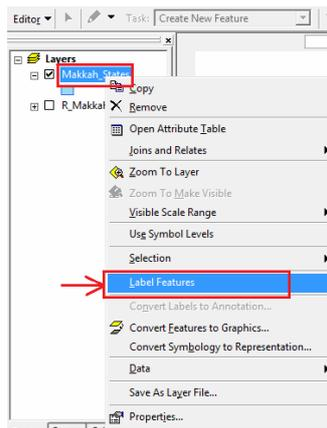 Editor
Task: Create New Feature
Layers
Makkah_States
R_Makkah
Copy
Remove
Open Attribute Table
Joins and Relates
Zoom To Layer
Zoom To Make Visible
Visible Scale Range
Use Symbol Levels
Selection
Label Features
Convert Labels to Annotation...
Convert Features to Graphics...
Convert Symbology to Representation...
Data
Save As Layer File...
Properties...